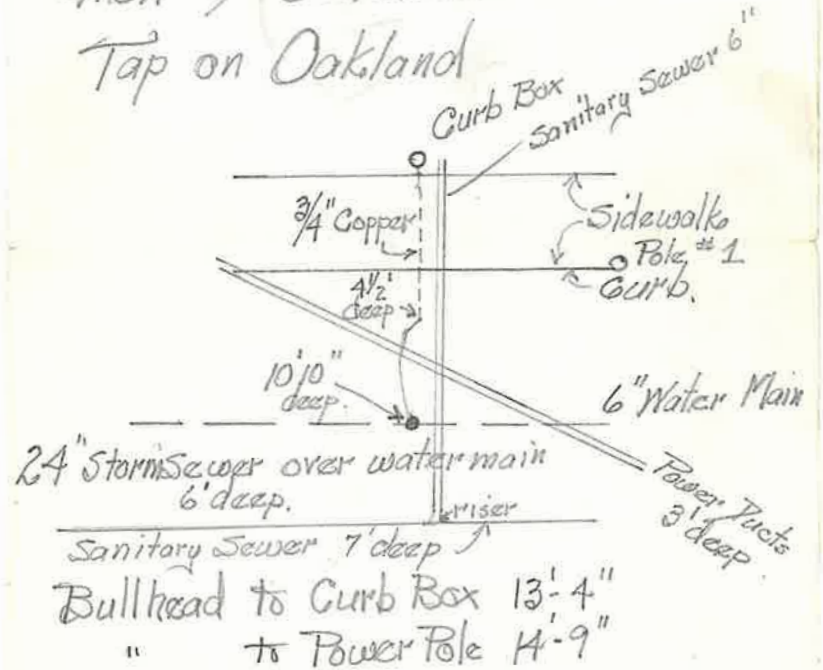 Tap on Oakland
Curb Box
Sanitary Sewer 6"
3/4" Copper
Sidewalk
Pole #1
Curb.
4 1/2'
deep
10'10"
deep.
6" Water Main
24" Storm Sewer over water main
6' deep.
Power Ducts
3' deep
riser
Sanitary Sewer 7' deep
Bullhead to Curb Box 13'-4"
" to Power Pole 14'-9"